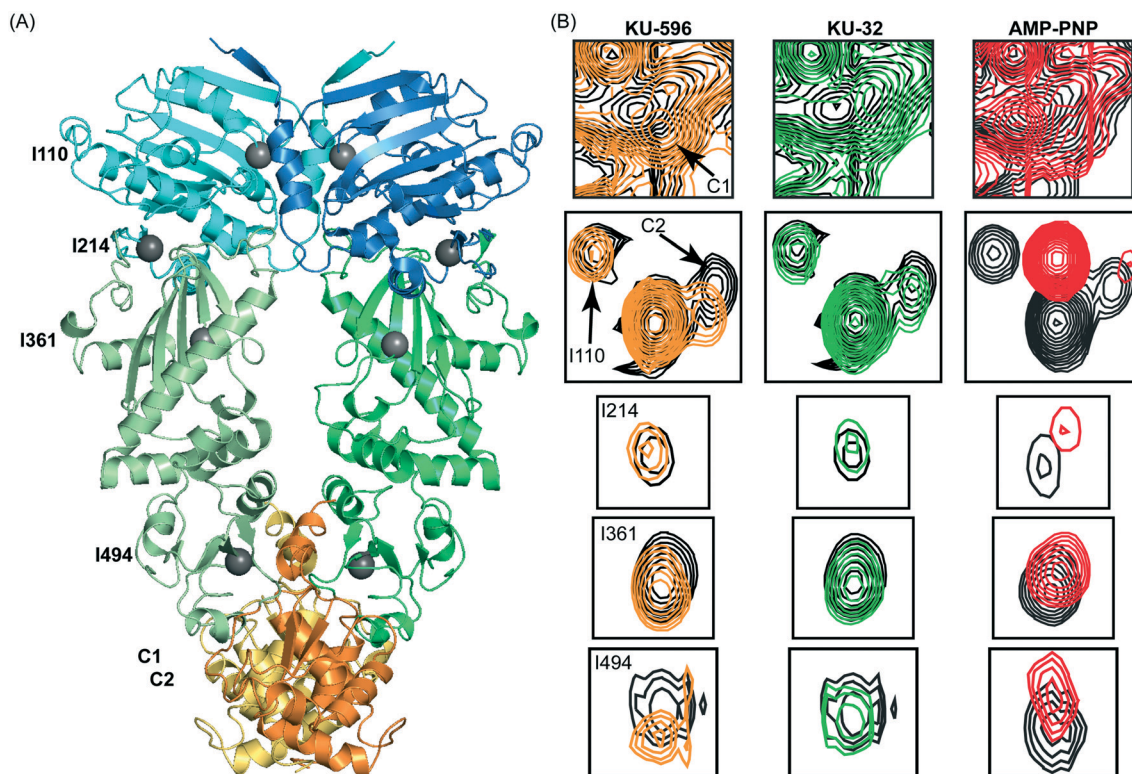 (A)
I110
I214
I361
I494
C1
C2
(B)
KU-596 KU-32 AMP-PNP
C1
C2
I110
I214
I361
I494